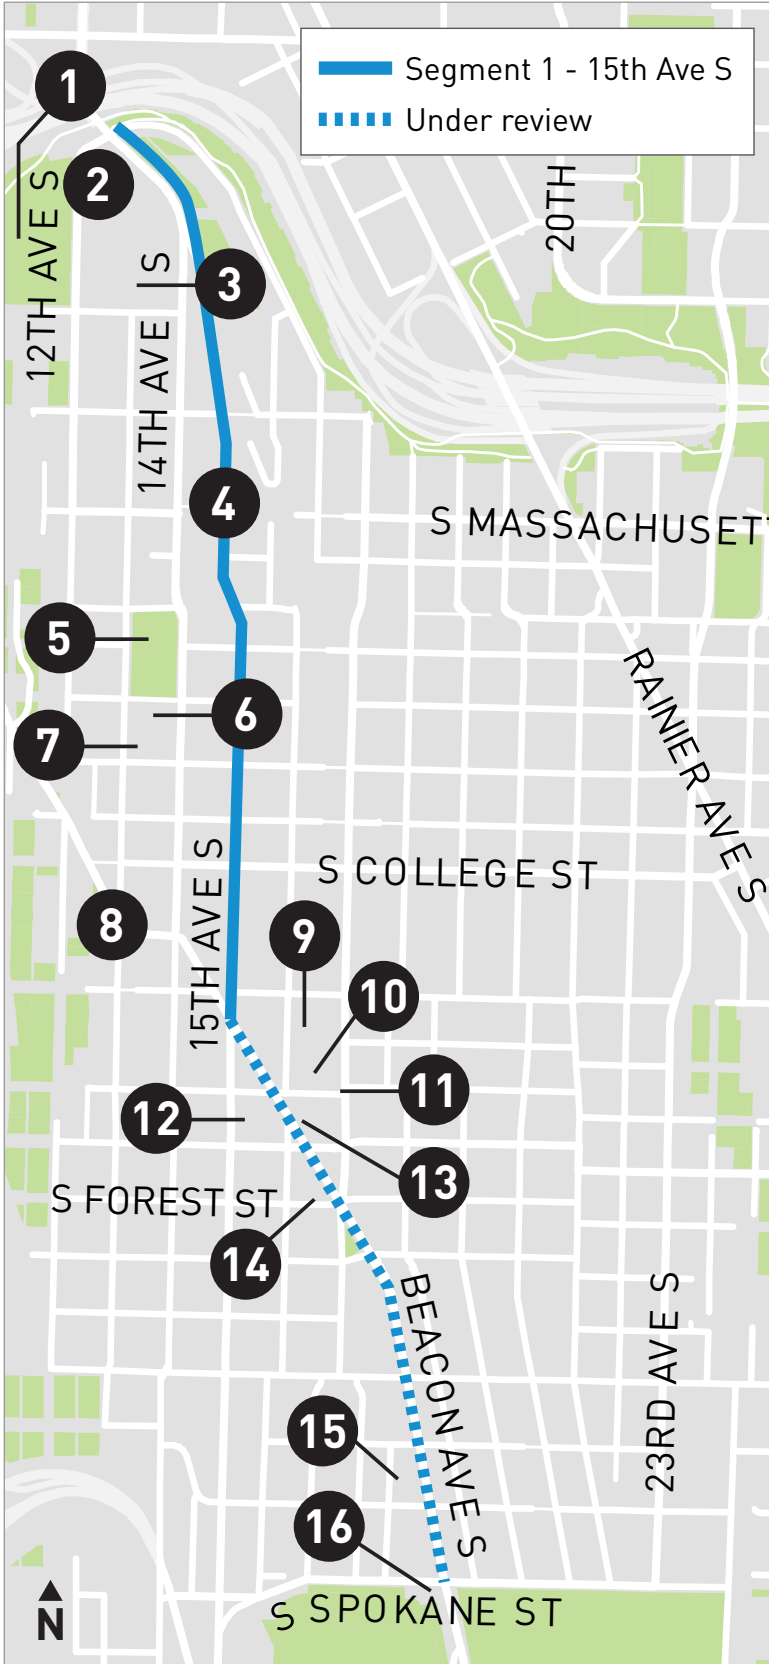 Segment 1 - 15th Ave S
Under review
1
2
12TH AVE S
20TH
3
14TH AVE S
4
S MASSACHUSET
5
6
7
RAINIER AVE S
15TH AVE S
S COLLEGE ST
8
9
10
11
12
13
S FOREST ST
14
BEACON AVE S
23RD AVE S
15
16
N
S SPOKANE ST